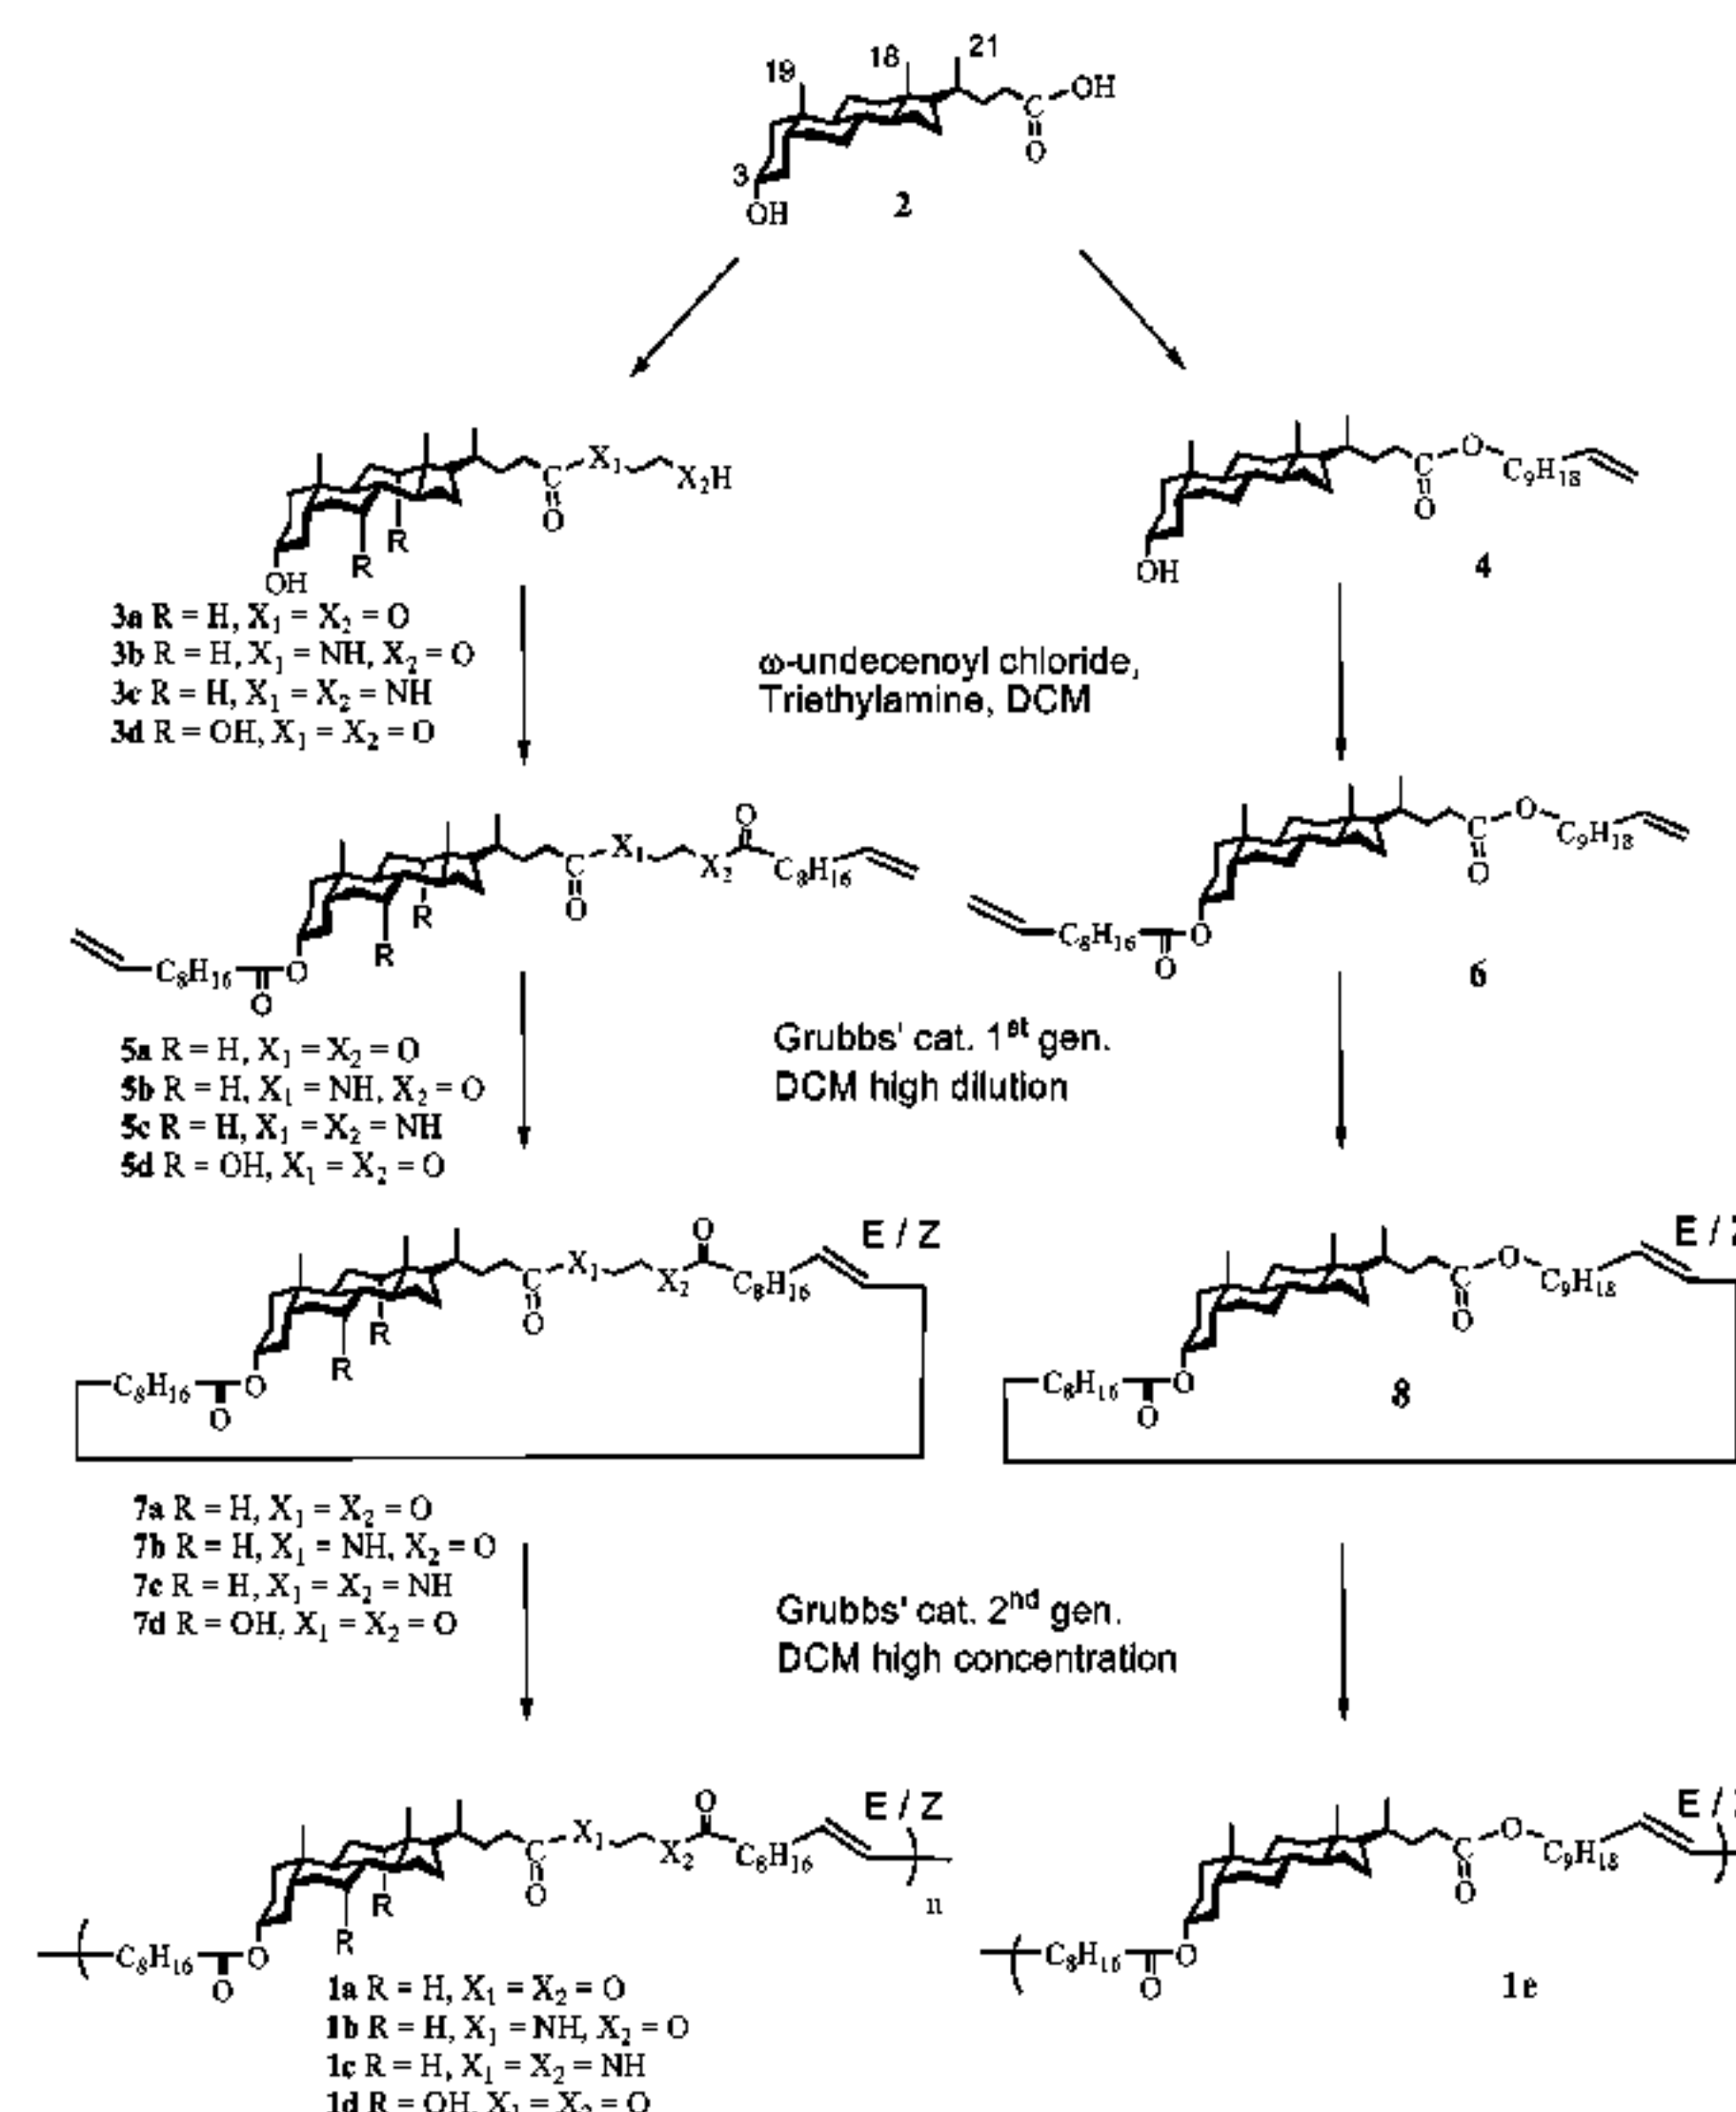 19
18
21
OH
C
O
3
OH
2
C
X₁
X₂H
O
R
R
OH
3a R = H, X₁ = X₂ = O
3b R = H, X₁ = NH, X₂ = O
3c R = H, X₁ = X₂ = NH
3d R = OH, X₁ = X₂ = O
C
O
O
C₉H₁₈
OH
4
ω-undecenoyl chloride,
Triethylamine, DCM
O
C
X₁
X₂
C₈H₁₆
O
R
R
C₈H₁₆
O
O
5a R = H, X₁ = X₂ = O
5b R = H, X₁ = NH, X₂ = O
5c R = H, X₁ = X₂ = NH
5d R = OH, X₁ = X₂ = O
C
O
O
C₉H₁₈
C₈H₁₆
O
O
6
Grubbs' cat. 1st gen.
DCM high dilution
O
E / Z
C
X₁
X₂
C₈H₁₆
O
R
R
C₈H₁₆
O
O
7a R = H, X₁ = X₂ = O
7b R = H, X₁ = NH, X₂ = O
7c R = H, X₁ = X₂ = NH
7d R = OH, X₁ = X₂ = O
E /
C
O
O
C₉H₁₈
C₈H₁₆
O
O
8
Grubbs' cat. 2nd gen.
DCM high concentration
O
E / Z
C
X₁
X₂
C₈H₁₆
O
n
R
R
C₈H₁₆
O
O
1a R = H, X₁ = X₂ = O
1b R = H, X₁ = NH, X₂ = O
1c R = H, X₁ = X₂ = NH
1d R = OH, X₁ = X₂ = O
E /
C
O
O
C₉H₁₈
C₈H₁₆
O
O
1e